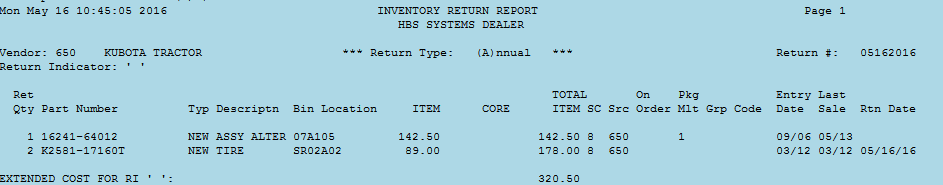 Mon May 16 10:45:05 2016 INVENTORY RETURN REPORT Page 1
HBS SYSTEMS DEALER
Vendor: 650 KUBOTA TRACTOR *** Return Type: (A)nnual *** Return #: 05162016
Return Indicator: ' '
Ret TOTAL On Pkg Entry Last
Qty Part Number Typ Descriptn Bin Location ITEM CORE ITEM SC Src Order Mlt Grp Code Date Sale Rtn Date
1 16241-64012 NEW ASSY ALTER 07A105 142.50 142.50 8 650 1 09/06 05/13
2 K2581-17160T NEW TIRE SR02A02 89.00 178.00 8 650 03/12 03/12 05/16/16
EXTENDED COST FOR RI ' ': 320.50